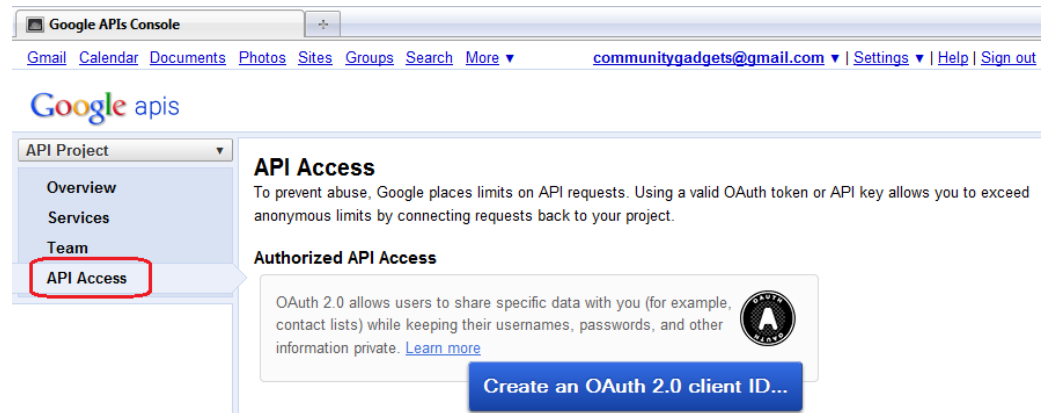 Google APIs Console
Gmail Calendar Documents Photos Sites Groups Search More ▼ communitygadgets@gmail.com ▼ | Settings ▼ | Help | Sign out
Google apis
API Project ▼
Overview
Services
Team
API Access
API Access
To prevent abuse, Google places limits on API requests. Using a valid OAuth token or API key allows you to exceed
anonymous limits by connecting requests back to your project.
Authorized API Access
OAuth 2.0 allows users to share specific data with you (for example,
contact lists) while keeping their usernames, passwords, and other
information private. Learn more
OAUTH
A
OAUTH
Create an OAuth 2.0 client ID...